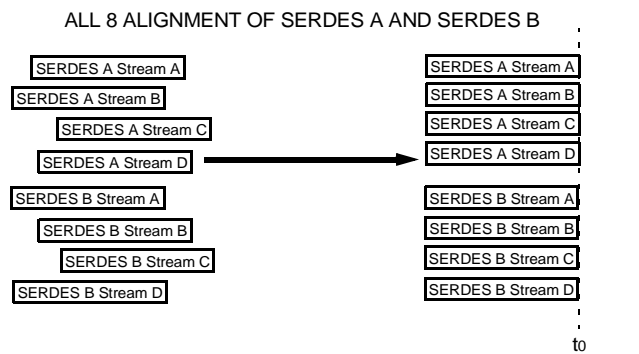 ALL 8 ALIGNMENT OF SERDES A AND SERDES B
SERDES A Stream A
SERDES A Stream B
SERDES A Stream C
SERDES A Stream D
SERDES B Stream A
SERDES B Stream B
SERDES B Stream C
SERDES B Stream D
SERDES A Stream A
SERDES A Stream B
SERDES A Stream C
SERDES A Stream D
SERDES B Stream A
SERDES B Stream B
SERDES B Stream C
SERDES B Stream D
t0